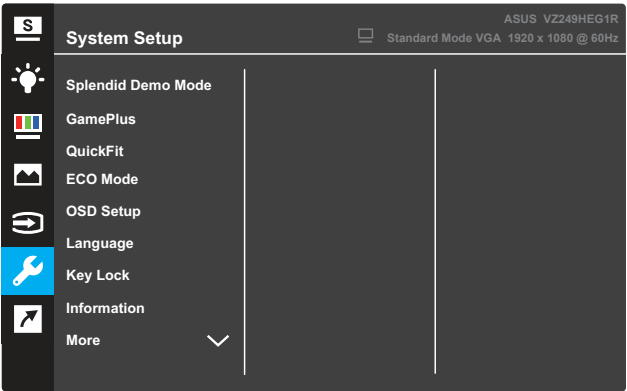 S
System Setup
ASUS VZ249HEG1R
Standard Mode VGA 1920 x 1080 @ 60Hz
Splendid Demo Mode
GamePlus
QuickFit
ECO Mode
OSD Setup
Language
Key Lock
Information
More